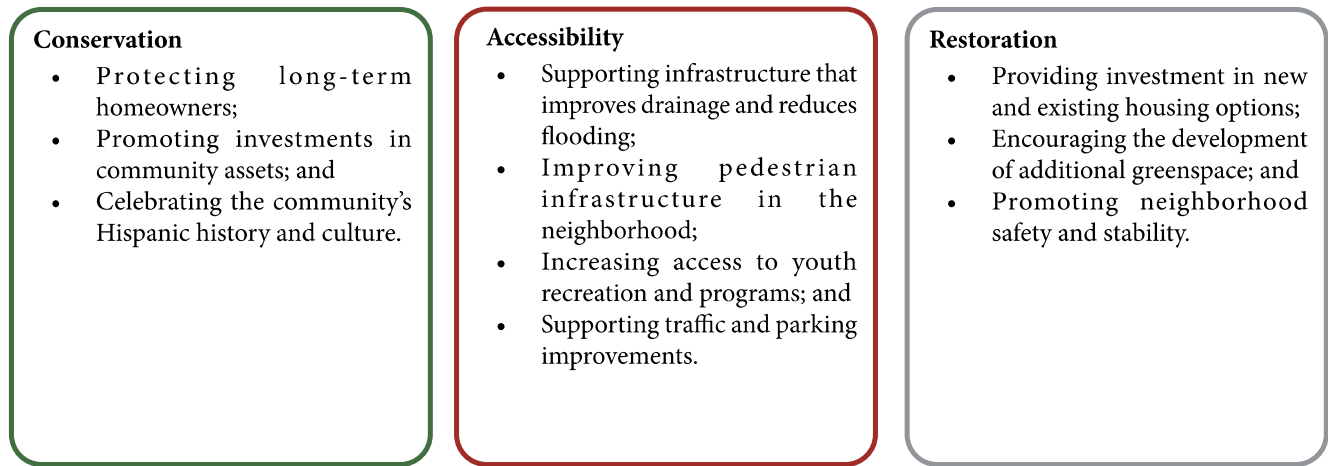 Conservation
• Protecting long-term
homeowners;
• Promoting investments in
community assets; and
• Celebrating the community’s
Hispanic history and culture.
Accessibility
• Supporting infrastructure that
improves drainage and reduces
flooding;
• Improving pedestrian
infrastructure in the
neighborhood;
• Increasing access to youth
recreation and programs; and
• Supporting traffic and parking
improvements.
Restoration
• Providing investment in new
and existing housing options;
• Encouraging the development
of additional greenspace; and
• Promoting neighborhood
safety and stability.